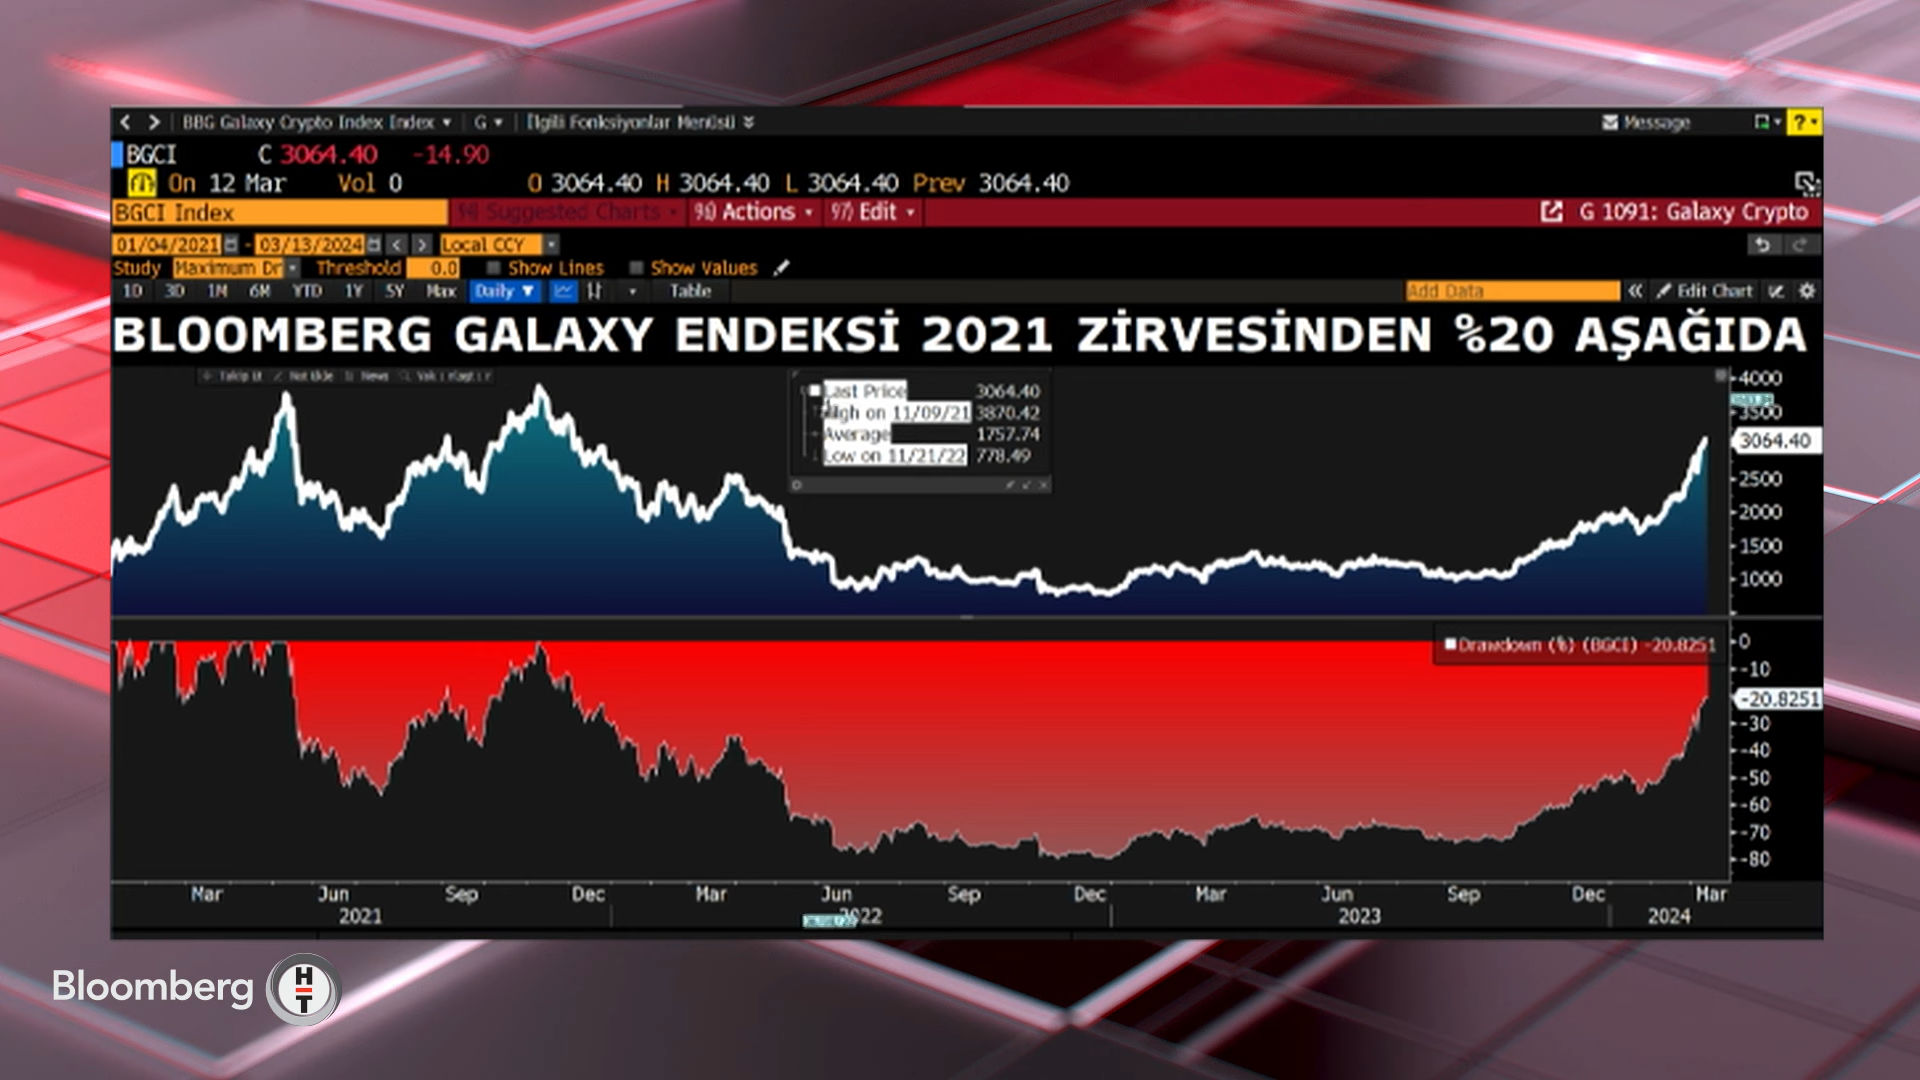 BBG Galaxy Crypto Index Index G İlgili Fonksiyonlar Menüsü Message ?
BGCI C 3064.40 -14.90
On 12 Mar Vol 0 O 3064.40 H 3064.40 L 3064.40 Prev 3064.40
BGCI Index 94) Suggested Charts 96) Actions 97) Edit G 1091: Galaxy Crypto
01/04/2021 - 03/13/2024 Local CCY
Study Maximum Dr Threshold 0.0 Show Lines Show Values
1D 3D 1M 6M YTD 1Y 5Y Max Daily Table Add Data Edit Chart
BLOOMBERG GALAXY ENDEKSİ 2021 ZİRVESİNDEN %20 AŞAĞIDA
News
Last Price 3064.40
High on 11/09/21 3870.42
Average 1757.74
Low on 11/21/22 778.49
4000
3500
3064.40
2500
2000
1500
1000
Drawdown (%) (BGCI) -20.8251
0
-10
-20.8251
-30
-40
-50
-60
-70
-80
Mar Jun Sep Dec Mar Jun Sep Dec Mar Jun Sep Dec Mar
2021 2022 2023 2024
Bloomberg HT